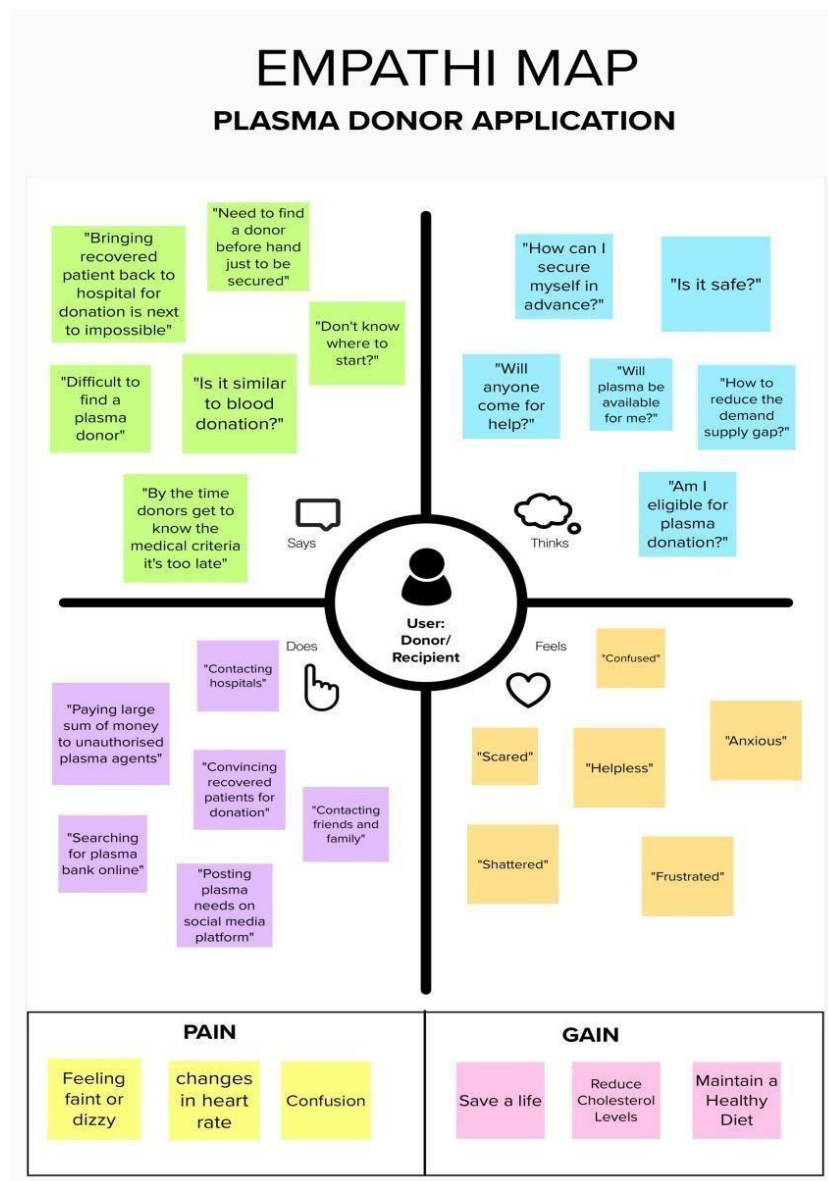 EMPATHI MAP
PLASMA DONOR APPLICATION
"Bringing
recovered
patient back to
hospital for
donation is next
to impossible"
"Need to find
a donor
before hand
just to be
secured"
"Don't know
where to
start?"
"Difficult to
find a
plasma
donor"
"Is it similar
to blood
donation?"
"By the time
donors get to
know the
medical criteria
it's too late"
Says
"How can I
secure
myself in
advance?"
"Is it safe?"
"Will
anyone
come for
help?"
"Will
plasma be
available
for me?"
"How to
reduce the
demand
supply gap?"
"Am I
eligible for
plasma
donation?"
Thinks
User:
Donor/
Recipient
Does
"Contacting
hospitals"
"Paying large
sum of money
to unauthorised
plasma agents"
"Convincing
recovered
patients for
donation"
"Contacting
friends and
family"
"Searching
for plasma
bank online"
"Posting
plasma
needs on
social media
platform"
Feels
"Confused"
"Scared"
"Helpless"
"Anxious"
"Shattered"
"Frustrated"
PAIN
Feeling
faint or
dizzy
changes
in heart
rate
Confusion
GAIN
Save a life
Reduce
Cholesterol
Levels
Maintain a
Healthy
Diet